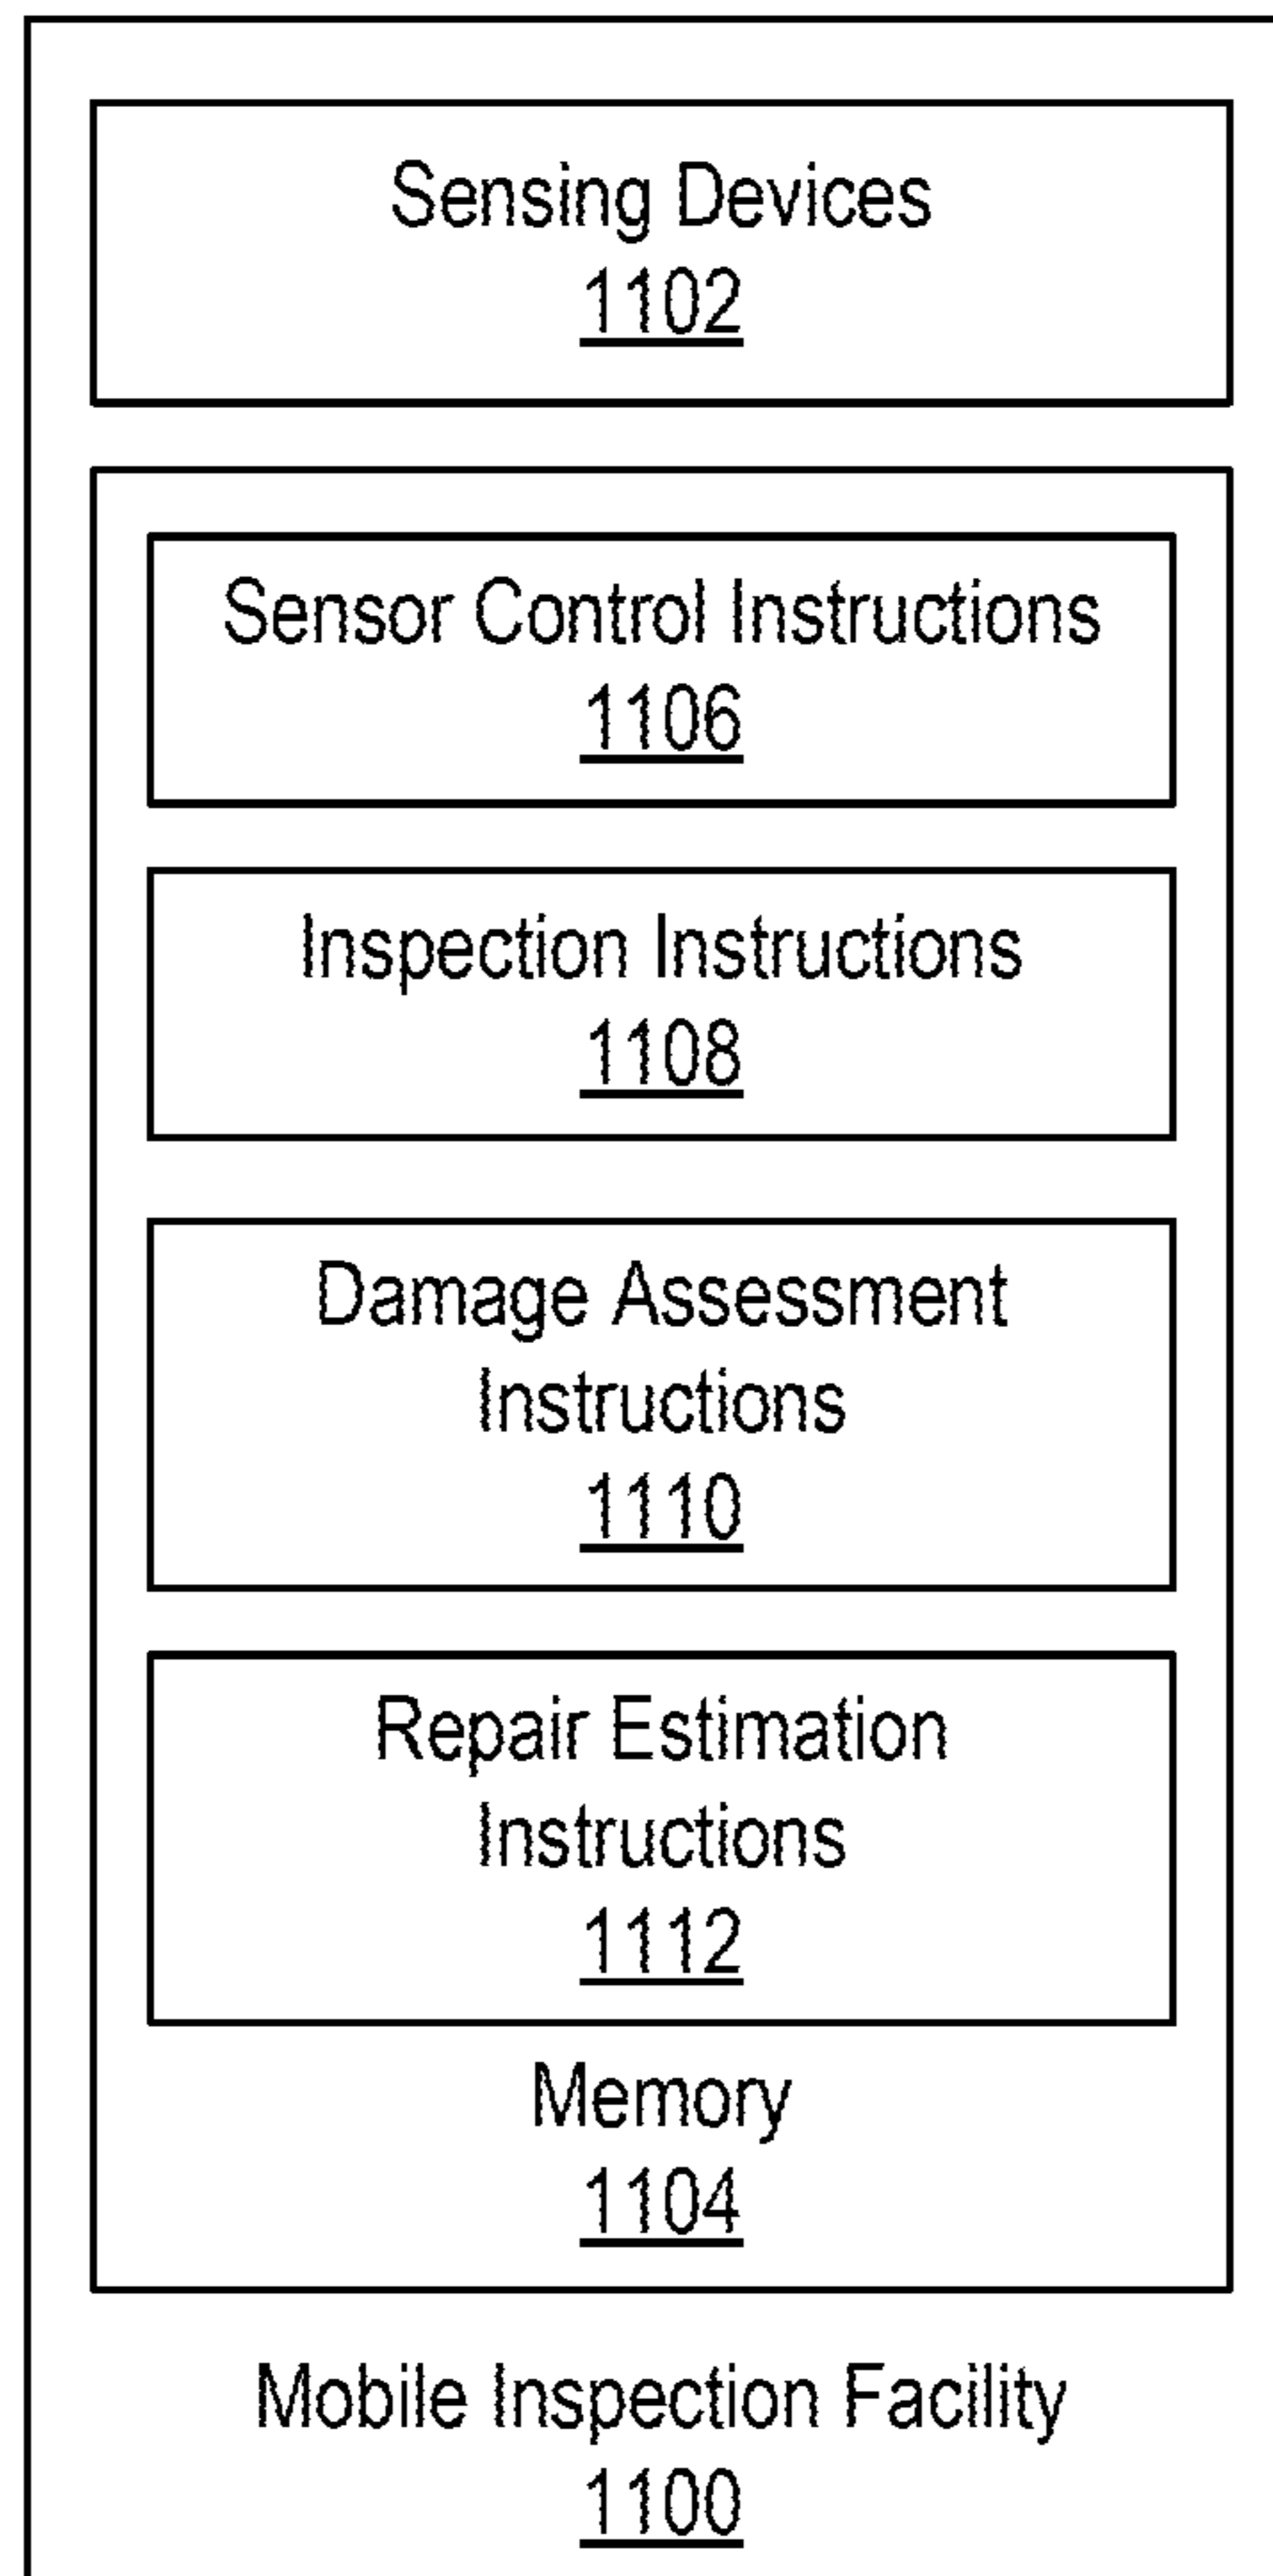 Sensing Devices
1102
Sensor Control Instructions
1106
Inspection Instructions
1108
Damage Assessment
Instructions
1110
Repair Estimation
Instructions
1112
Memory
1104
Mobile Inspection Facility
1100